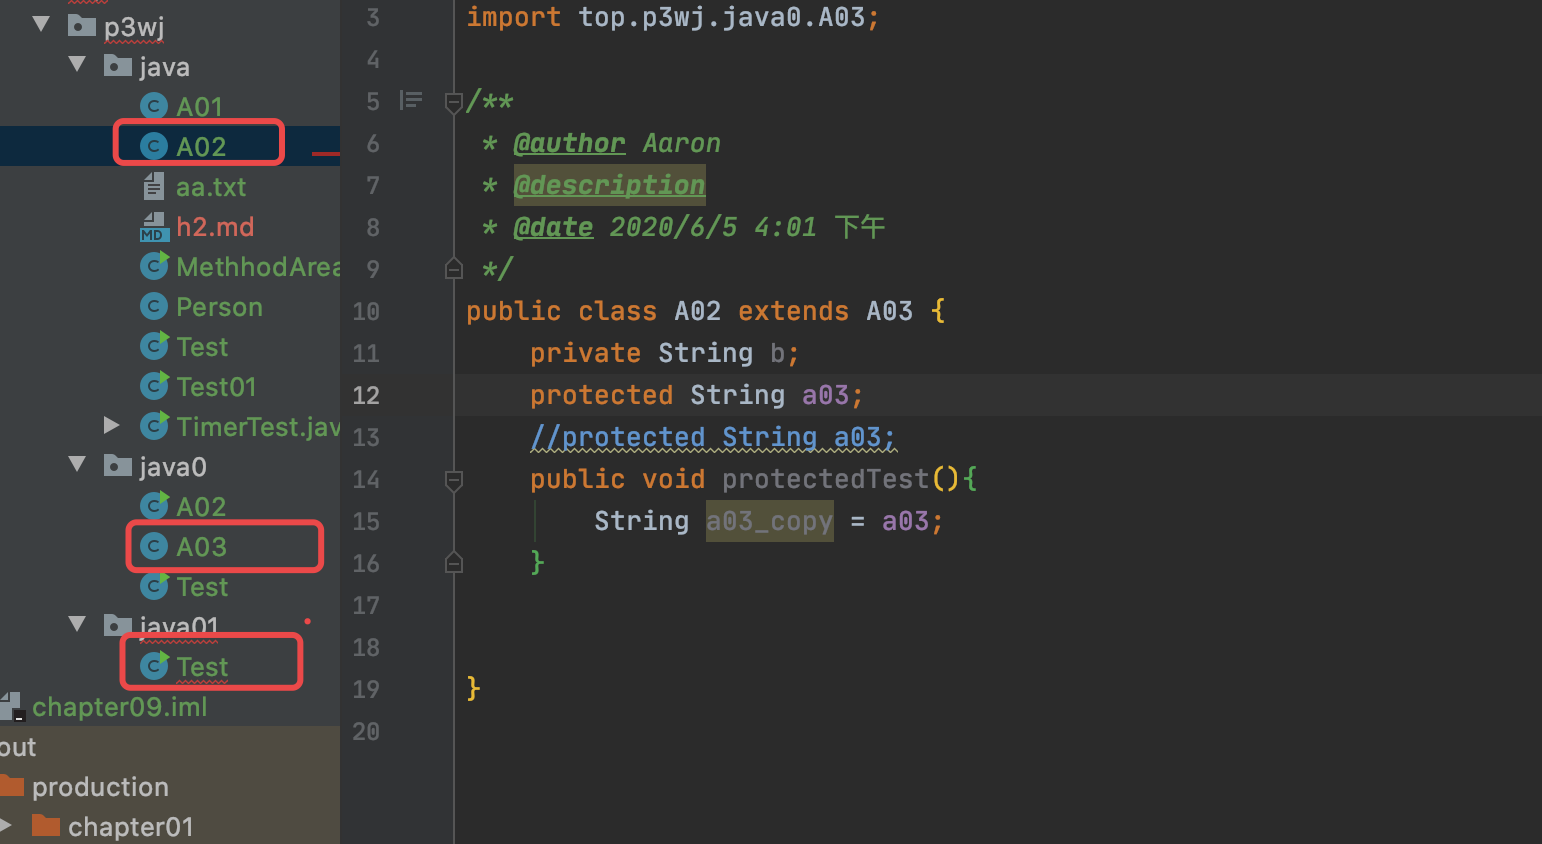 p3wj
java
A01
A02
aa.txt
MD h2.md
MethhodArea
Person
Test
Test01
TimerTest.jav
java0
A02
A03
Test
java01
Test
chapter09.iml
out
production
chapter01
3 import top.p3wj.java0.A03;
4
5 /**
6 * @author Aaron
7 * @description
8 * @date 2020/6/5 4:01 下午
9 */
10 public class A02 extends A03 {
11 private String b;
12 protected String a03;
13 //protected String a03;
14 public void protectedTest(){
15 String a03_copy = a03;
16 }
17
18
19 }
20